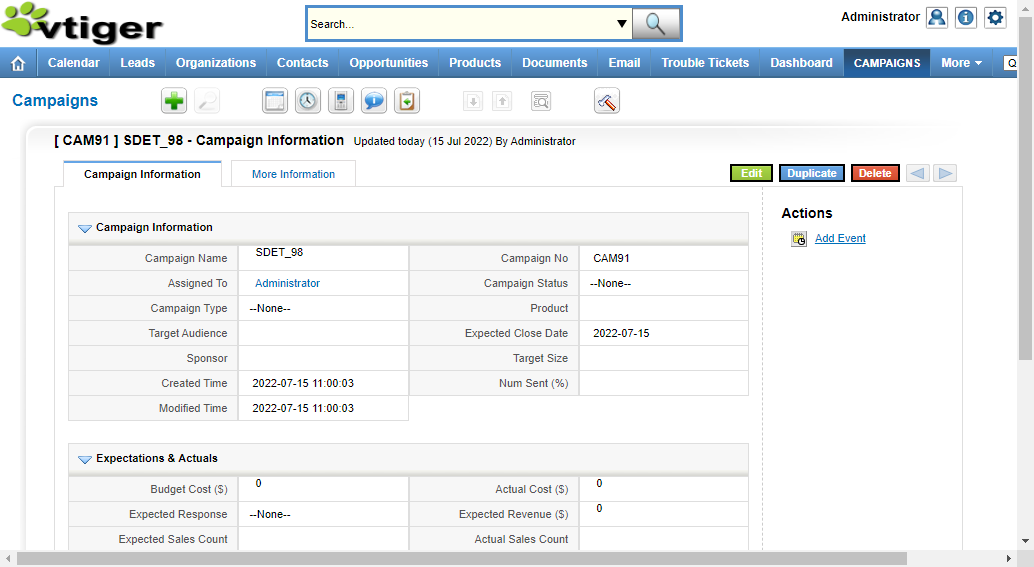 vtiger
Search...
Administrator
Calendar Leads Organizations Contacts Opportunities Products Documents Email Trouble Tickets Dashboard CAMPAIGNS More
Campaigns
[ CAM91 ] SDET_98 - Campaign Information Updated today (15 Jul 2022) By Administrator
Campaign Information More Information Edit Duplicate Delete
Actions
Add Event
Campaign Information
Campaign Name SDET_98 Campaign No CAM91
Assigned To Administrator Campaign Status --None--
Campaign Type --None-- Product
Target Audience Expected Close Date 2022-07-15
Sponsor Target Size
Created Time 2022-07-15 11:00:03 Num Sent (%)
Modified Time 2022-07-15 11:00:03
Expectations & Actuals
Budget Cost ($) 0 Actual Cost ($) 0
Expected Response --None-- Expected Revenue ($) 0
Expected Sales Count Actual Sales Count